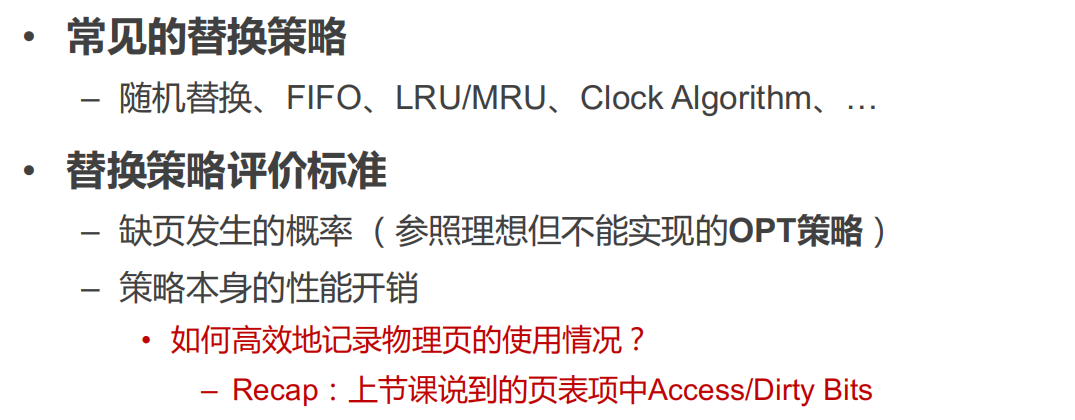 • 常见的替换策略
– 随机替换、FIFO、LRU/MRU、Clock Algorithm、…
• 替换策略评价标准
– 缺页发生的概率（参照理想但不能实现的OPT策略）
– 策略本身的性能开销
• 如何高效地记录物理页的使用情况？
– Recap：上节课说到的页表项中Access/Dirty Bits